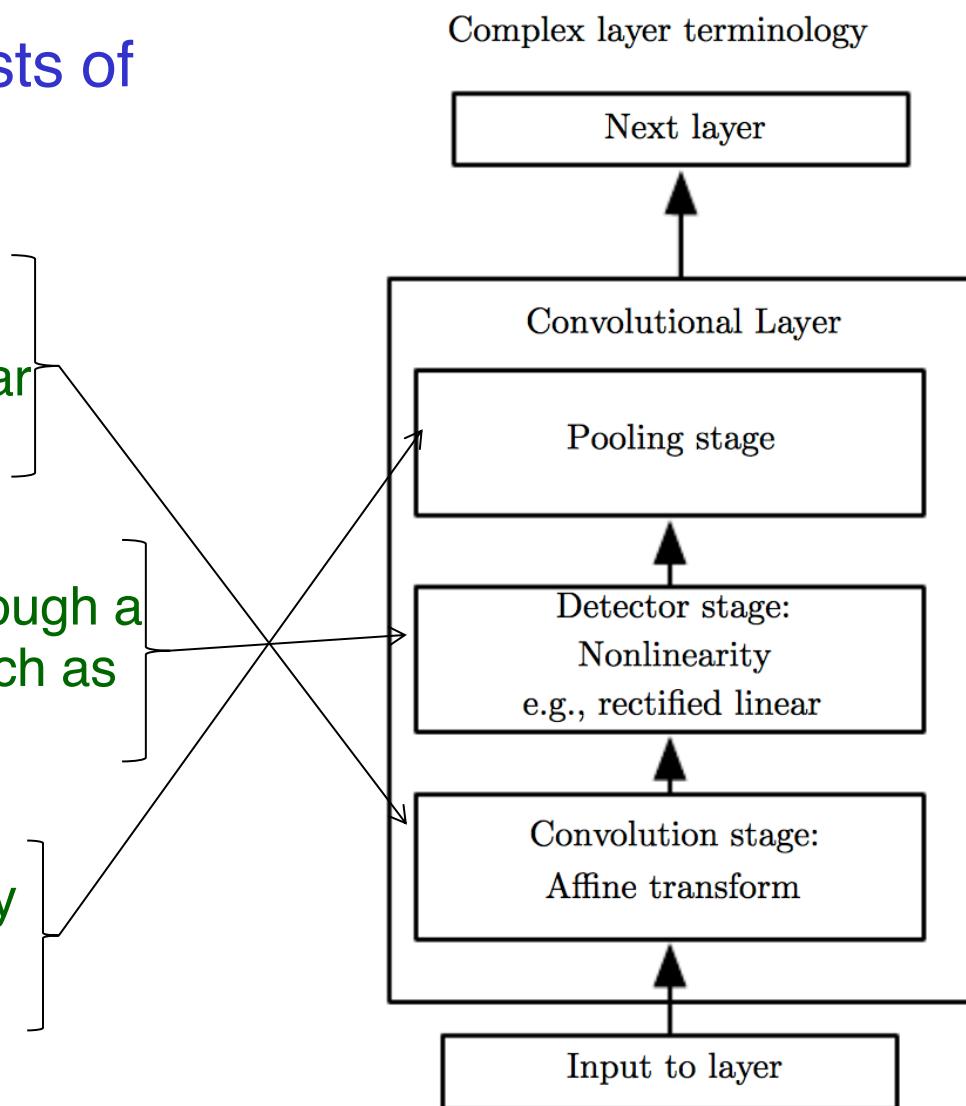 sts of
ar
ough a
ch as
y
Complex layer terminology
Next layer
Convolutional Layer
Pooling stage
Detector stage:
Nonlinearity
e.g., rectified linear
Convolution stage:
Affine transform
Input to layer